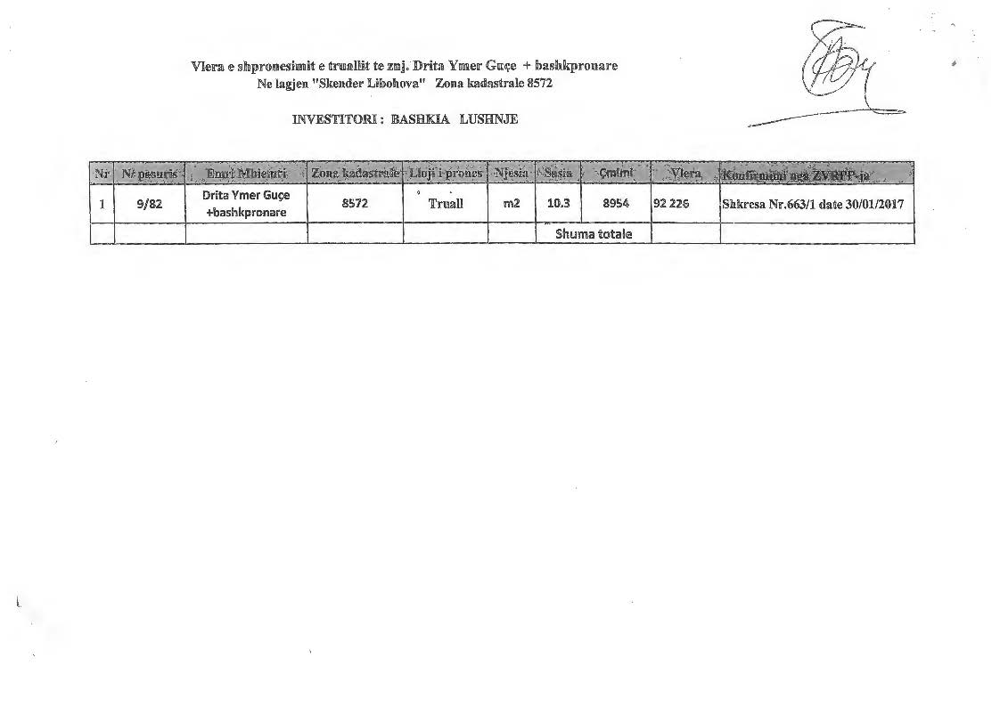 Vlera e shpronesimit e truallit te znj. Drita Ymer Guçe + bashkpronare
Ne lagjen "Skender Libohova" Zona kadastrale 8572
INVESTITORI : BASHKIA LUSHNJE
Nr Nr pasuris Emri Mbiemri Zona kadastrale Lloji i prones Njesia Sasia Çmimi Vlera Konfirmimi nga ZVRPP-ja
1 9/82 Drita Ymer Guçe +bashkpronare 8572 Truall m2 10.3 8954 92 226 Shkresa Nr.663/1 date 30/01/2017
Shuma totale